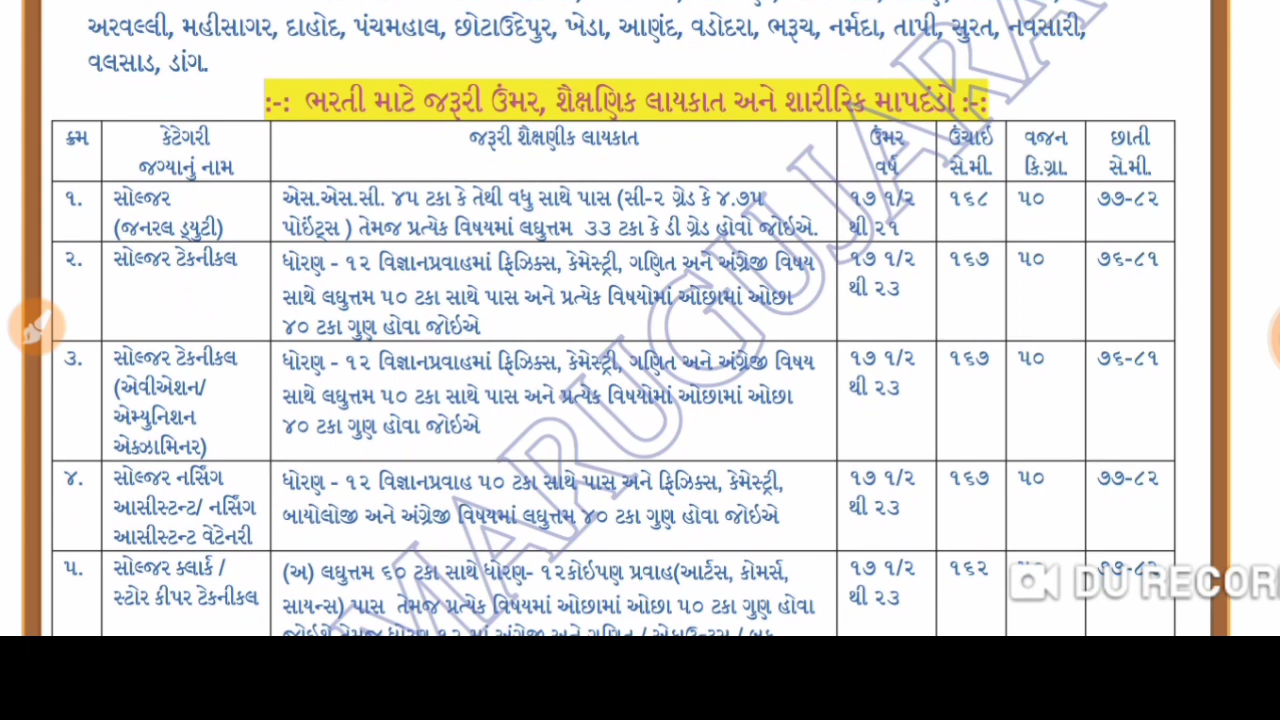 અરવલ્લી, મહીસાગર, દાહોદ, પંચમહાલ, છોટાઉદેપુર, ખેડા, આણંદ, વડોદરા, ભરૂચ, નર્મદા, તાપી, સુરત, નવસારી,
વલસાડ, ડાંગ.
:-: ભરતી માટે જરૂરી ઉંમર, શૈક્ષણિક લાયકાત અને શારીરિક માપદંડો :-:
ક્રમ કેટેગરી જગ્યાનું નામ જરૂરી શૈક્ષણીક લાયકાત ઉંમર વર્ષ ઉંચાઇ સે.મી. વજન કિ.ગ્રા. છાતી સે.મી.
૧. સોલ્જર એસ.એસ.સી. ૪૫ ટકા કે તેથી વધુ સાથે પાસ (સી-૨ ગ્રેડ કે ૪.૭૫ ૧૭ ૧/૨ ૧૬૮ ૫૦ ૭૭-૮૨
(જનરલ ડ્યુટી) પોઇંટ્સ ) તેમજ પ્રત્યેક વિષયમાં લઘુત્તમ ૩૩ ટકા કે ડી ગ્રેડ હોવો જોઇએ. થી ૨૧
૨. સોલ્જર ટેકનીકલ ધોરણ - ૧૨ વિજ્ઞાનપ્રવાહમાં ફિઝિક્સ, કેમેસ્ટ્રી, ગણિત અને અંગ્રેજી વિષય ૧૭ ૧/૨ ૧૬૭ ૫૦ ૭૬-૮૧
સાથે લઘુત્તમ ૫૦ ટકા સાથે પાસ અને પ્રત્યેક વિષયોમાં ઓછામાં ઓછા થી ૨૩
૪૦ ટકા ગુણ હોવા જોઇએ
૩. સોલ્જર ટેકનીકલ ધોરણ - ૧૨ વિજ્ઞાનપ્રવાહમાં ફિઝિક્સ, કેમેસ્ટ્રી, ગણિત અને અંગ્રેજી વિષય ૧૭ ૧/૨ ૧૬૭ ૫૦ ૭૬-૮૧
(એવીએશન/ સાથે લઘુત્તમ ૫૦ ટકા સાથે પાસ અને પ્રત્યેક વિષયોમાં ઓછામાં ઓછા થી ૨૩
એમ્યુનિશન ૪૦ ટકા ગુણ હોવા જોઇએ
એક્ઝામિનર)
૪. સોલ્જર નર્સિંગ ધોરણ - ૧૨ વિજ્ઞાનપ્રવાહ ૫૦ ટકા સાથે પાસ અને ફિઝિક્સ, કેમેસ્ટ્રી, ૧૭ ૧/૨ ૧૬૭ ૫૦ ૭૭-૮૨
આસીસ્ટન્ટ/ નર્સિંગ બાયોલોજી અને અંગ્રેજી વિષયમાં લઘુત્તમ ૪૦ ટકા ગુણ હોવા જોઇએ થી ૨૩
આસીસ્ટન્ટ વેટેનરી
૫. સોલ્જર ક્લાર્ક / (અ) લઘુત્તમ ૬૦ ટકા સાથે ધોરણ- ૧૨કોઇપણ પ્રવાહ(આર્ટસ, કોમર્સ, ૧૭ ૧/૨ ૧૬૨
સ્ટોર કીપર ટેકનીકલ સાયન્સ) પાસ તેમજ પ્રત્યેક વિષયમાં ઓછામાં ઓછા ૫૦ ટકા ગુણ હોવા થી ૨૩
MARUGUJARA
DU RECOR